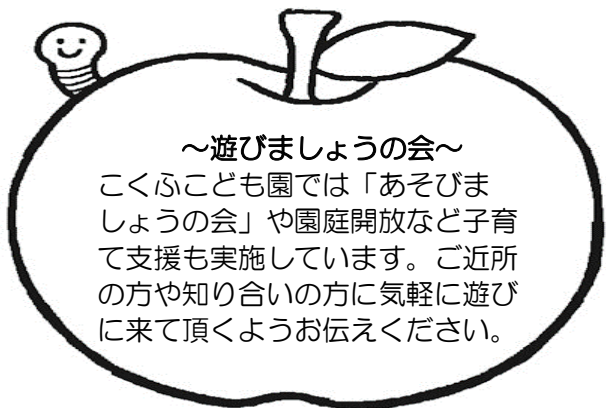 ～遊びましょうの会～
こくふこども園では「あそびま
しょうの会」や園庭開放など子育
て支援も実施しています。ご近所
の方や知り合いの方に気軽に遊び
に来て頂くようお伝えください。